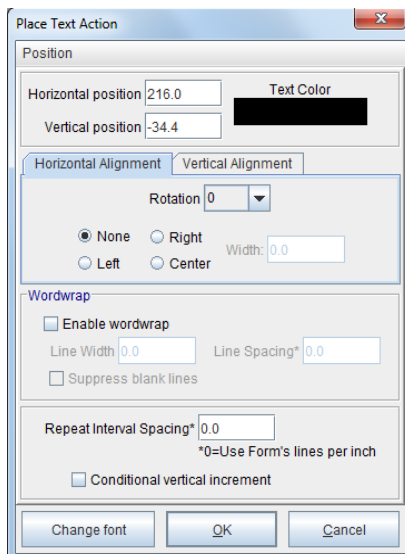 Place Text Action
Position
Horizontal position 216.0 Text Color
Vertical position -34.4
Horizontal Alignment Vertical Alignment
Rotation 0
None Right Width: 0.0
Left Center
Wordwrap
Enable wordwrap
Line Width 0.0 Line Spacing* 0.0
Suppress blank lines
Repeat Interval Spacing* 0.0
*0=Use Form's lines per inch
Conditional vertical increment
Change font OK Cancel